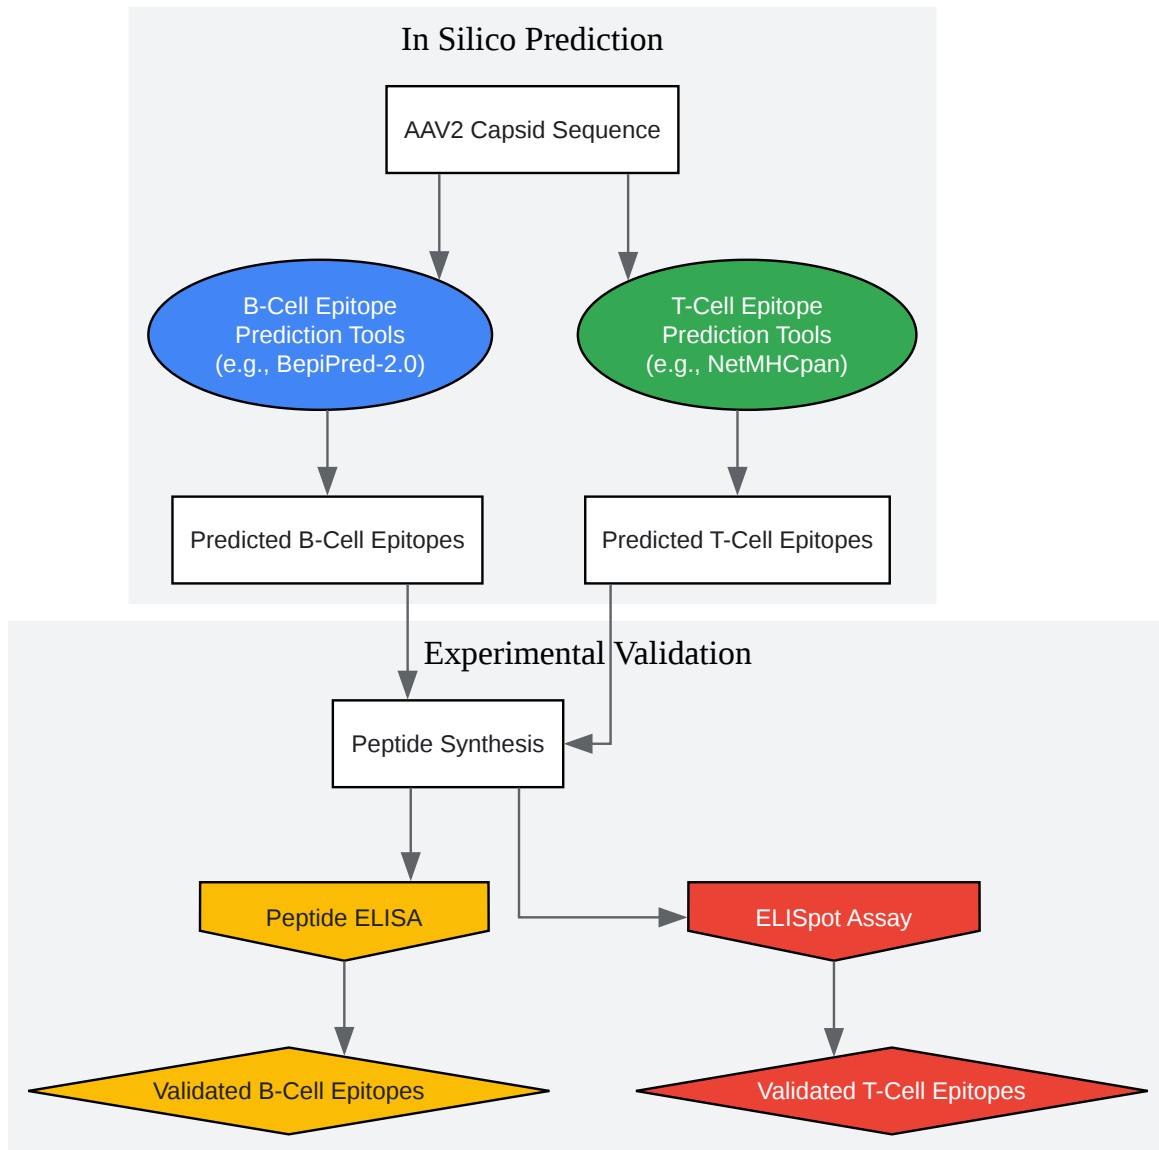 In Silico Prediction
AAV2 Capsid Sequence
B-Cell Epitope
Prediction Tools
(e.g., BepiPred-2.0)
T-Cell Epitope
Prediction Tools
(e.g., NetMHCpan)
Predicted B-Cell Epitopes
Predicted T-Cell Epitopes
Experimental Validation
Peptide Synthesis
Peptide ELISA
ELISpot Assay
Validated B-Cell Epitopes
Validated T-Cell Epitopes